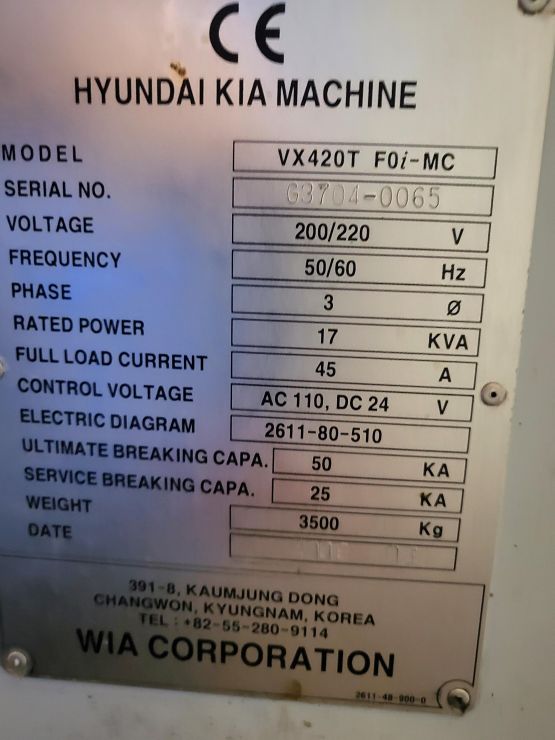 CE
HYUNDAI KIA MACHINE
MODEL VX420T F0i-MC
SERIAL NO. G3704-0065
VOLTAGE 200/220 V
FREQUENCY 50/60 Hz
PHASE 3 Ø
RATED POWER 17 KVA
FULL LOAD CURRENT 45 A
CONTROL VOLTAGE AC 110, DC 24 V
ELECTRIC DIAGRAM 2611-80-510
ULTIMATE BREAKING CAPA. 50 KA
SERVICE BREAKING CAPA. 25 KA
WEIGHT 3500 Kg
DATE
391-8, KAUMJUNG DONG
CHANGWON, KYUNGNAM, KOREA
TEL : +82-55-280-9114
WIA CORPORATION
2611-48-900-0